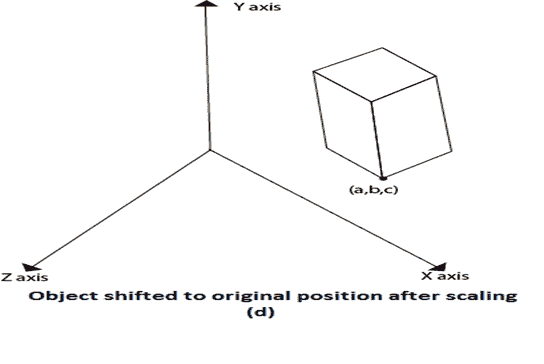 Y axis
(a,b,c)
Z axis
X axis
Object shifted to original position after scaling
(d)